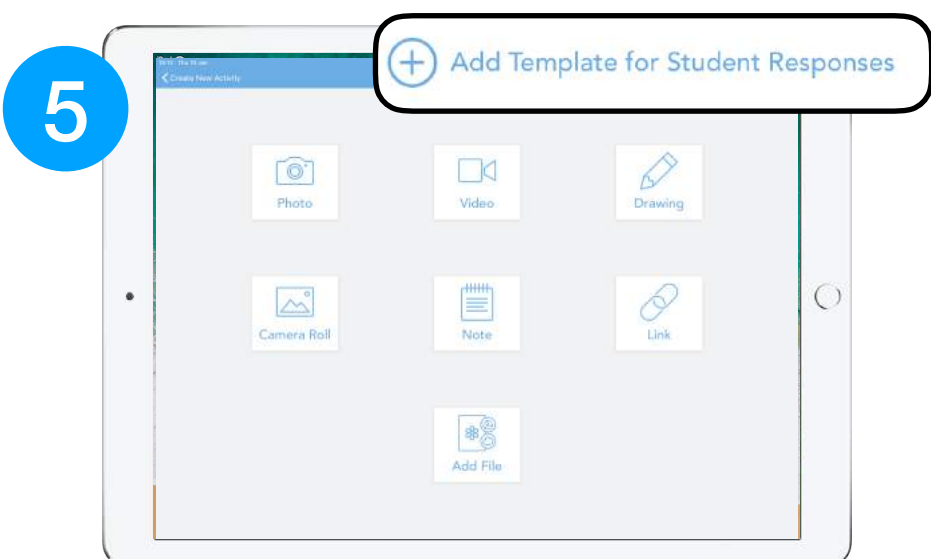 5
Add Template for Student Responses
Create New Activity
Photo
Video
Drawing
Camera Roll
Note
Link
Add File